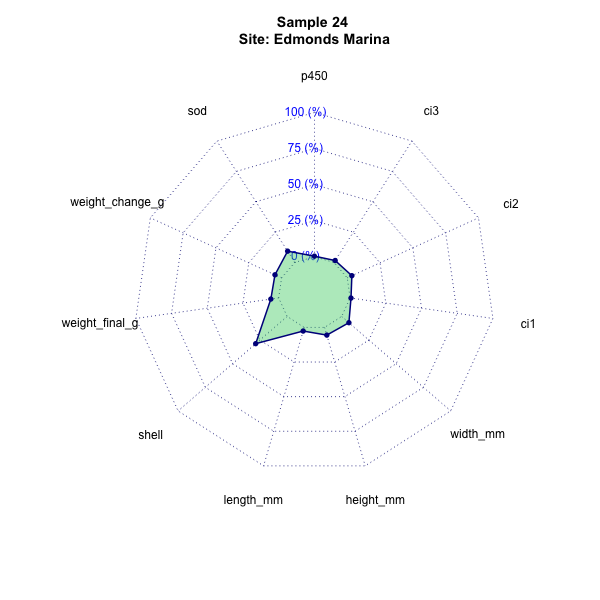 Sample 24
Site: Edmonds Marina
p450
sod
100 (%)
ci3
75 (%)
weight_change_g
50 (%)
ci2
25 (%)
0 (%)
weight_final_g
ci1
shell
width_mm
length_mm
height_mm